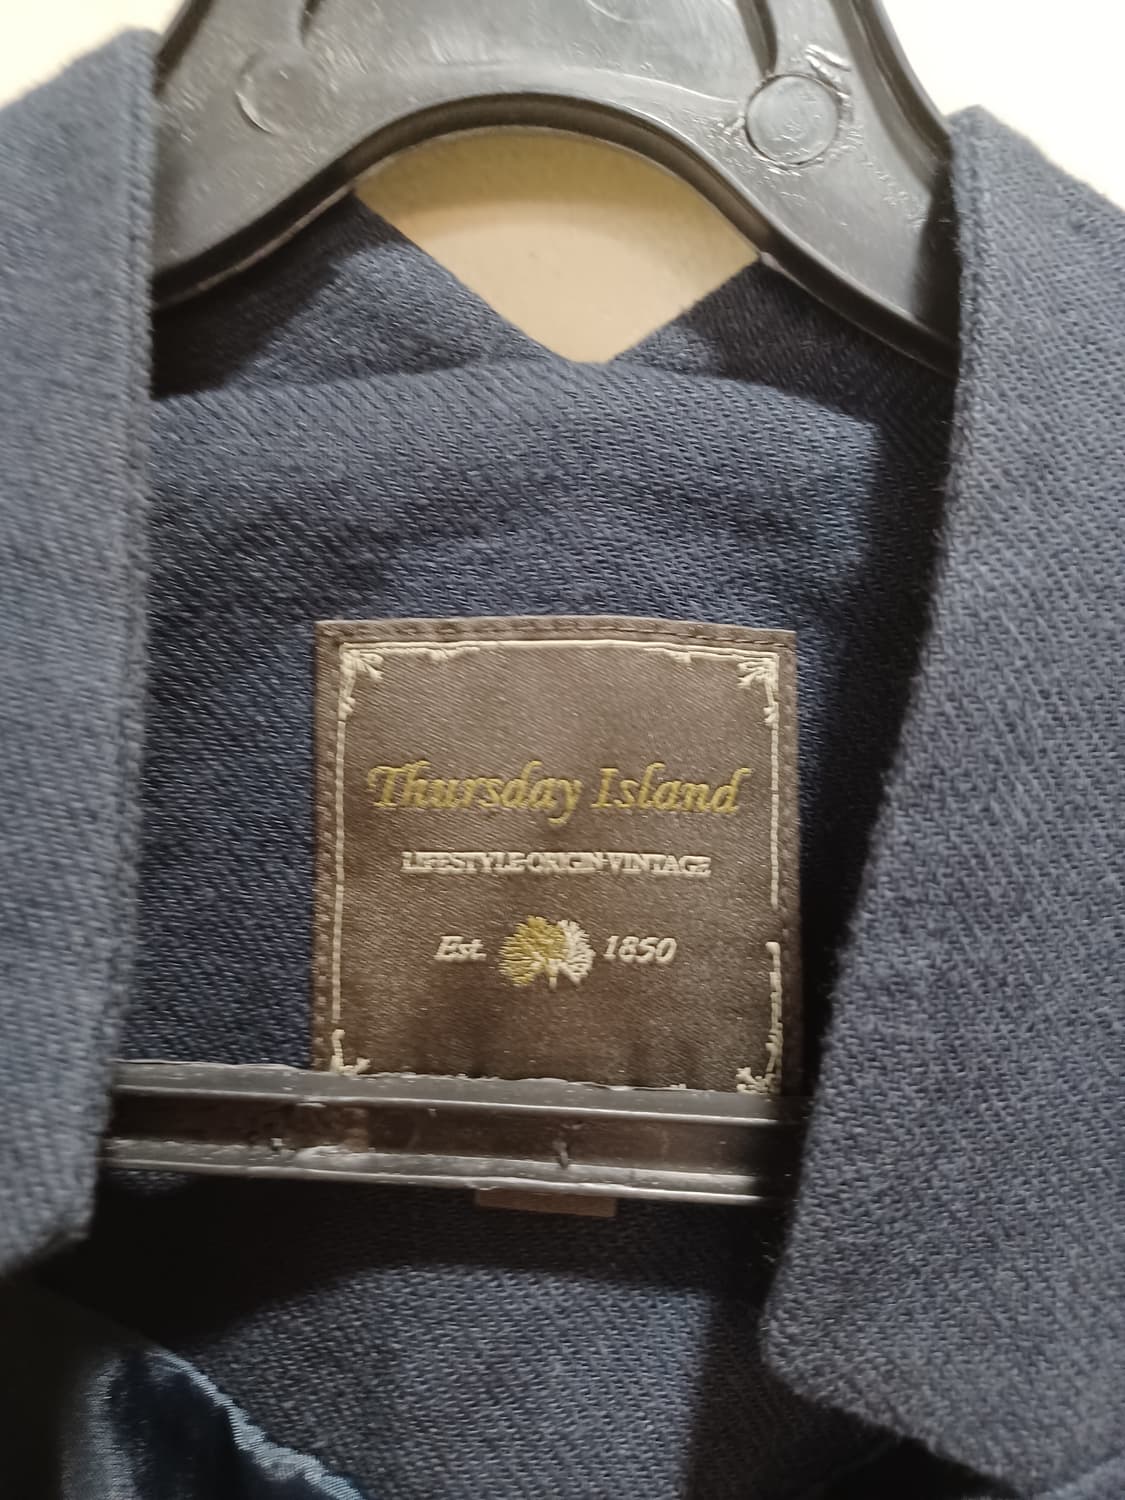 Thursday Island
LIFESTYLE·ORIGIN·VINTAGE
Est. 1850